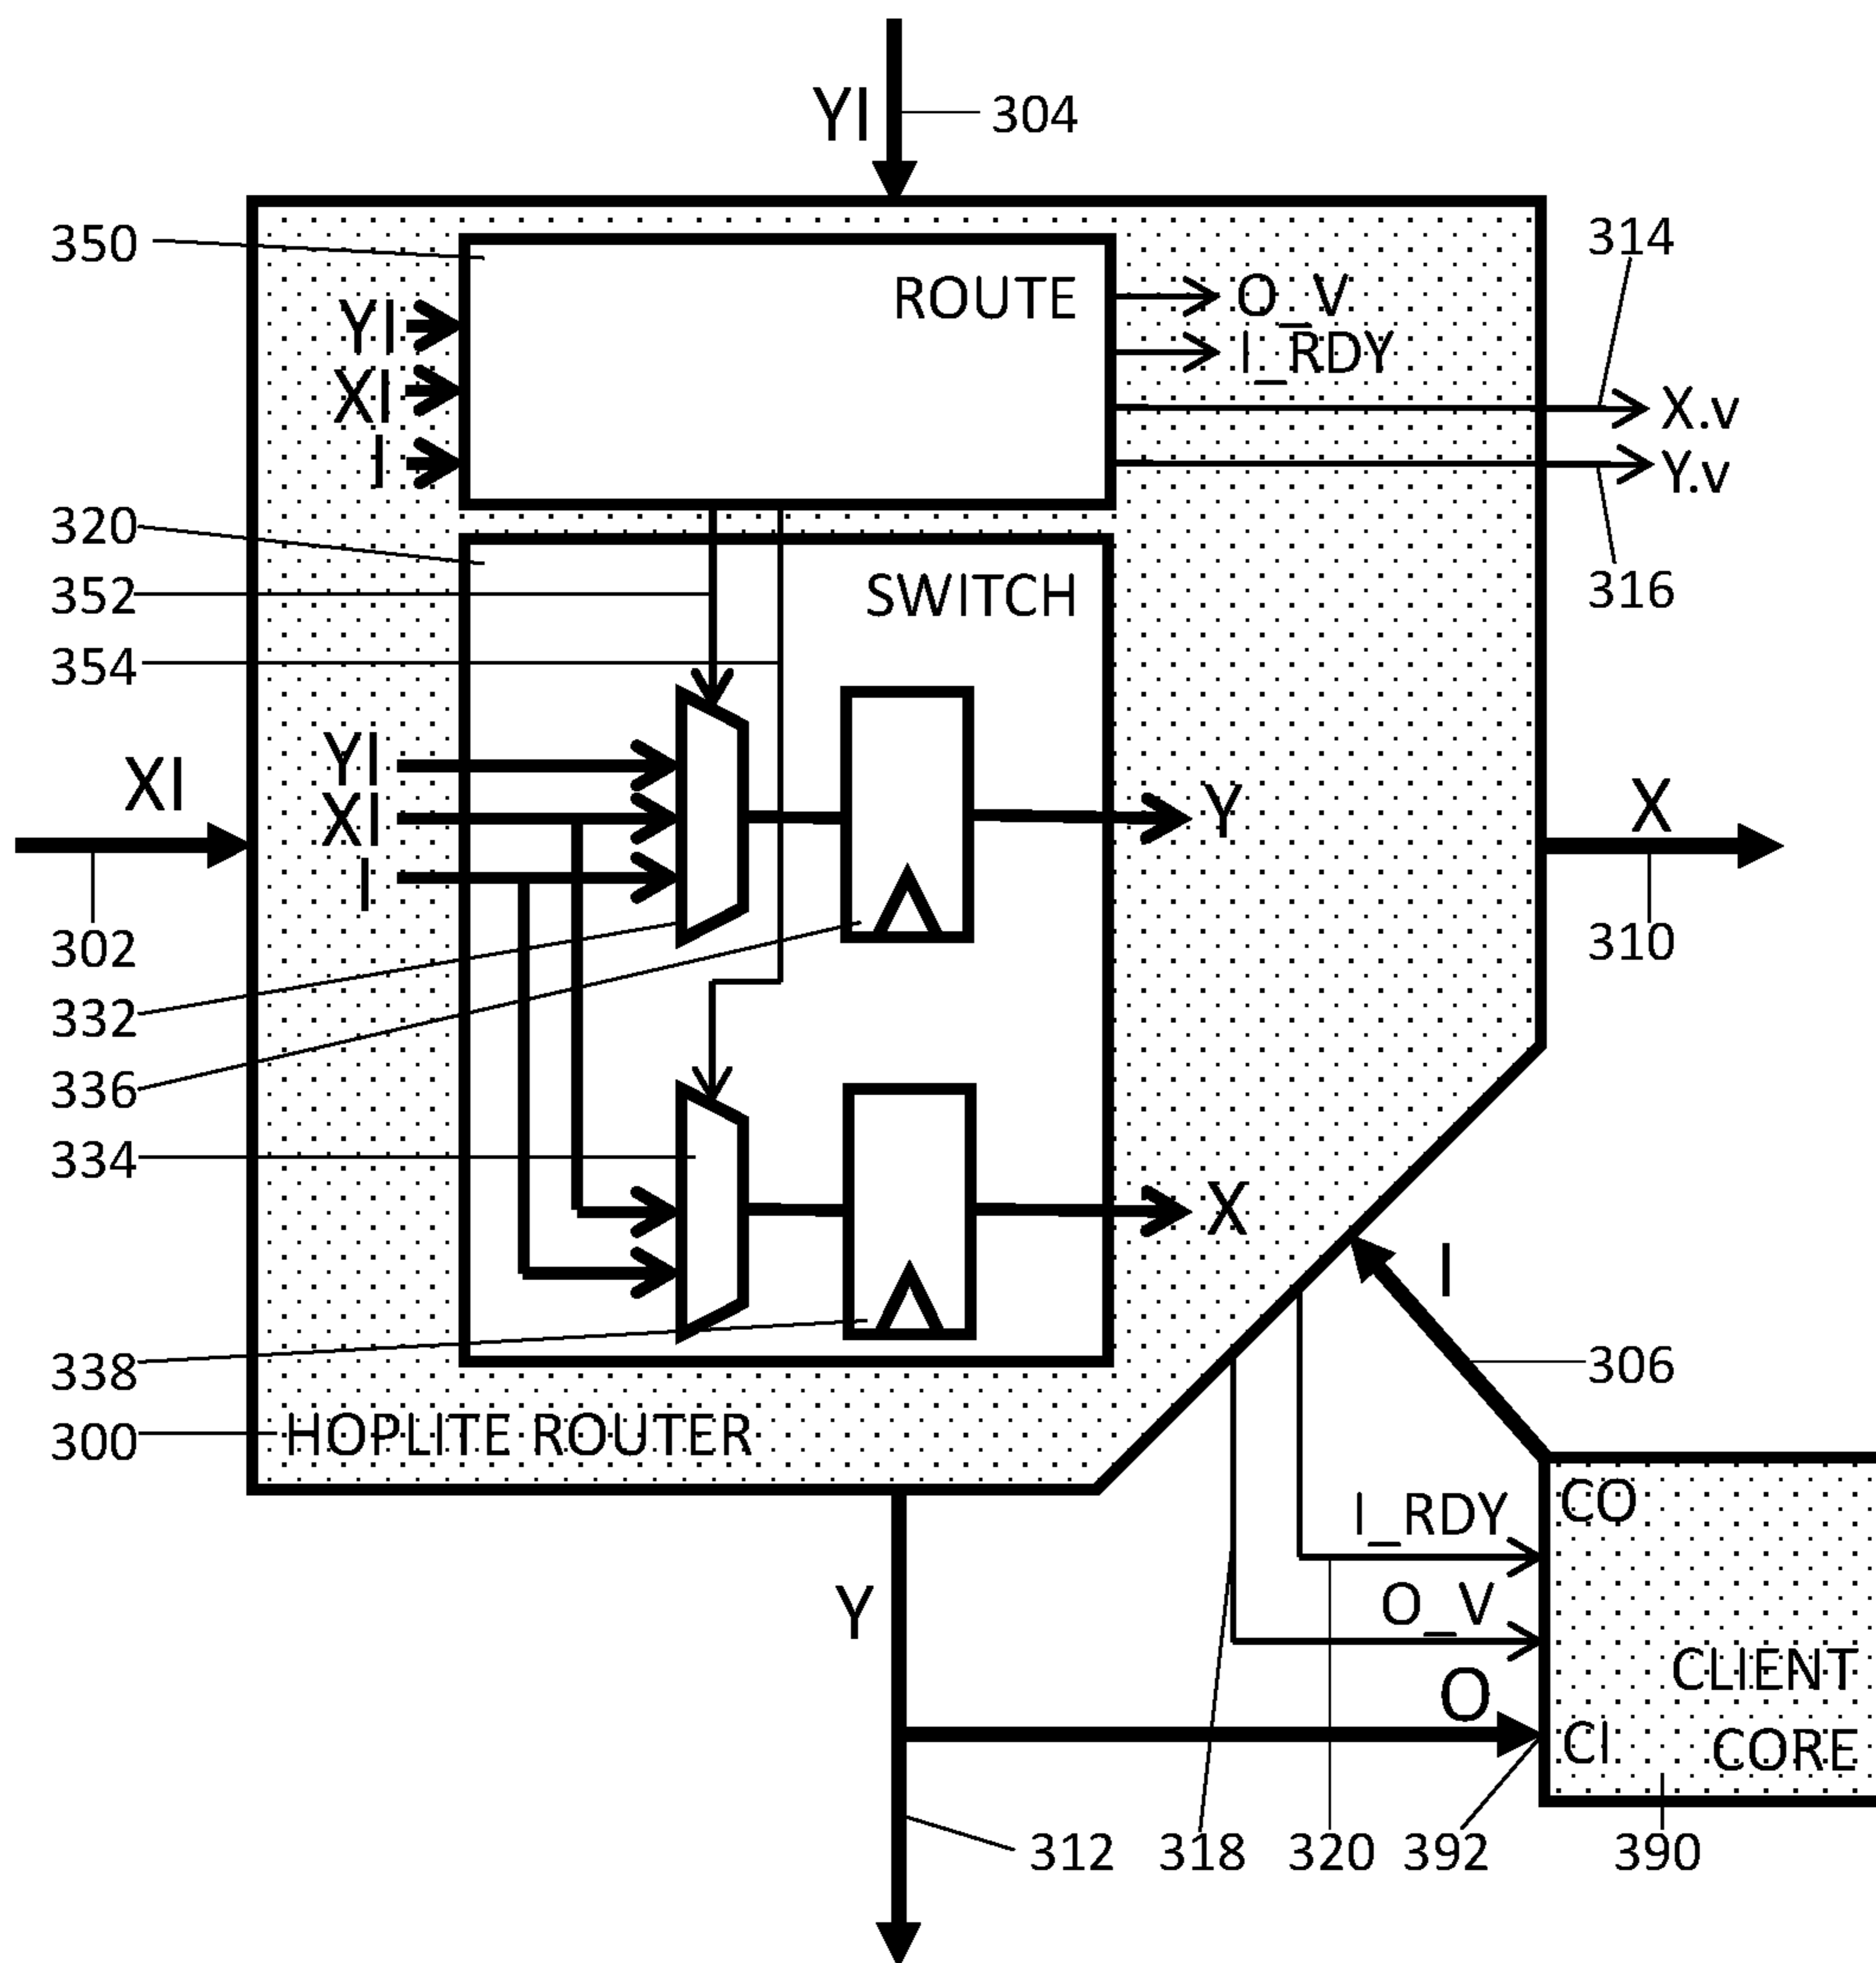 YI
304
350
314
ROUTE
O_V
YI
I_RDY
XI
X.v
I
Y.v
320
352
SWITCH
316
354
YI
XI
XI
Y
X
I
302
310
332
336
334
X
I
338
306
300
HOPLITE ROUTER
CO
I_RDY
Y
O_V
CLIENT
O
CI
CORE
312
318
320
392
390